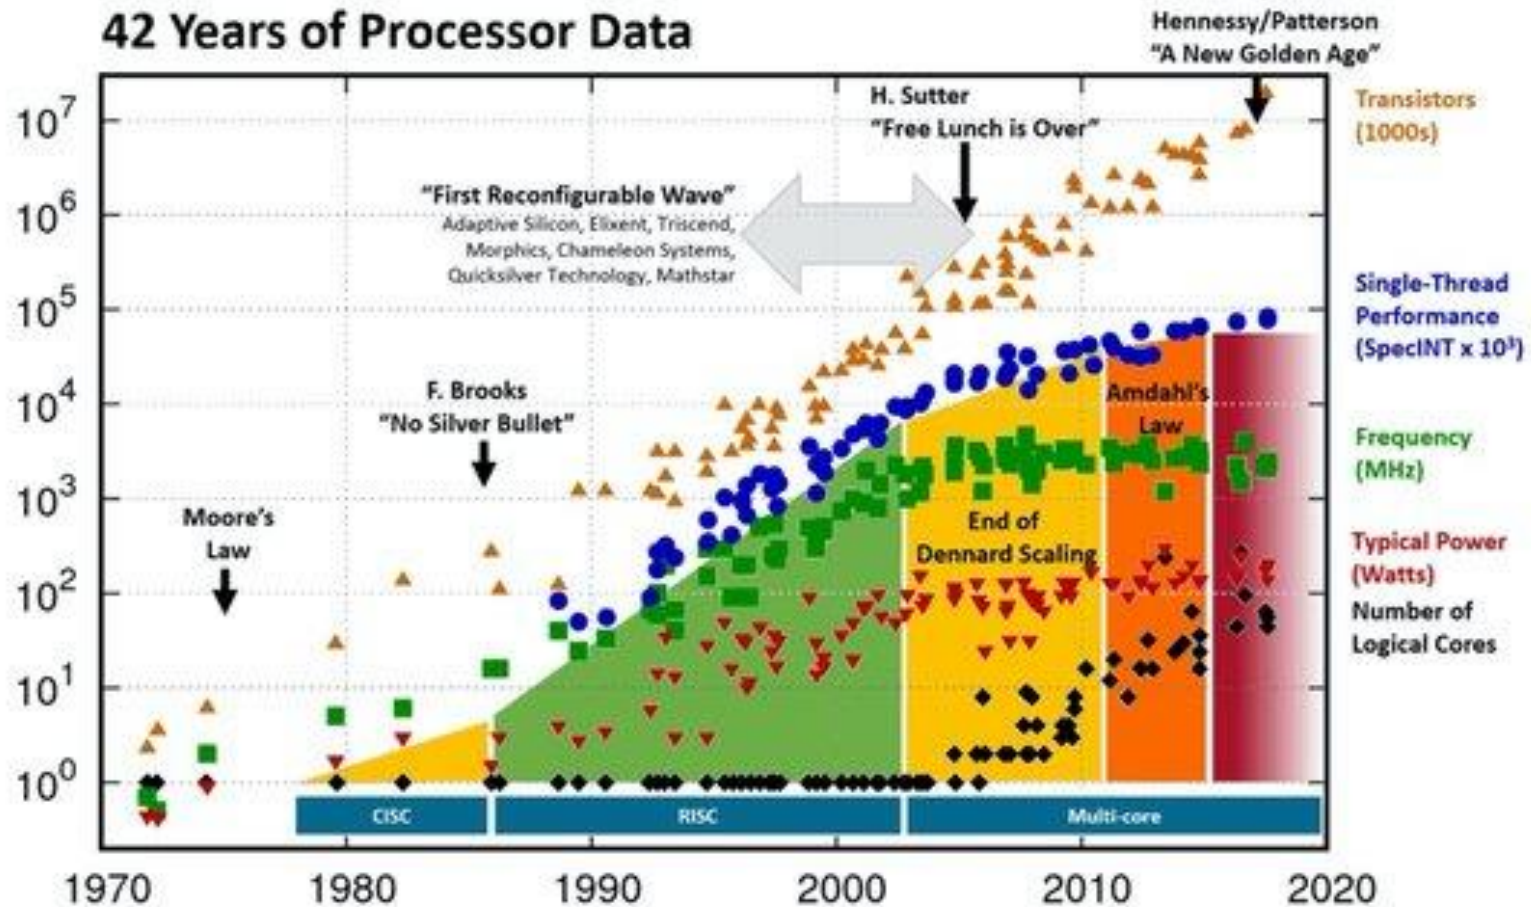 42 Years of Processor Data
Hennessy/Patterson
“A New Golden Age”
H. Sutter
“Free Lunch is Over”
“First Reconfigurable Wave”
Adaptive Silicon, Elixent, Triscend,
Morphics, Chameleon Systems,
Quicksilver Technology, Mathstar
F. Brooks
“No Silver Bullet”
Moore’s
Law
Amdahl’s
Law
End of
Dennard Scaling
Transistors
(1000s)
Single-Thread
Performance
(SpecINT x 10³)
Frequency
(MHz)
Typical Power
(Watts)
Number of
Logical Cores
10⁷
10⁶
10⁵
10⁴
10³
10²
10¹
10⁰
CISC
RISC
Multi-core
1970
1980
1990
2000
2010
2020